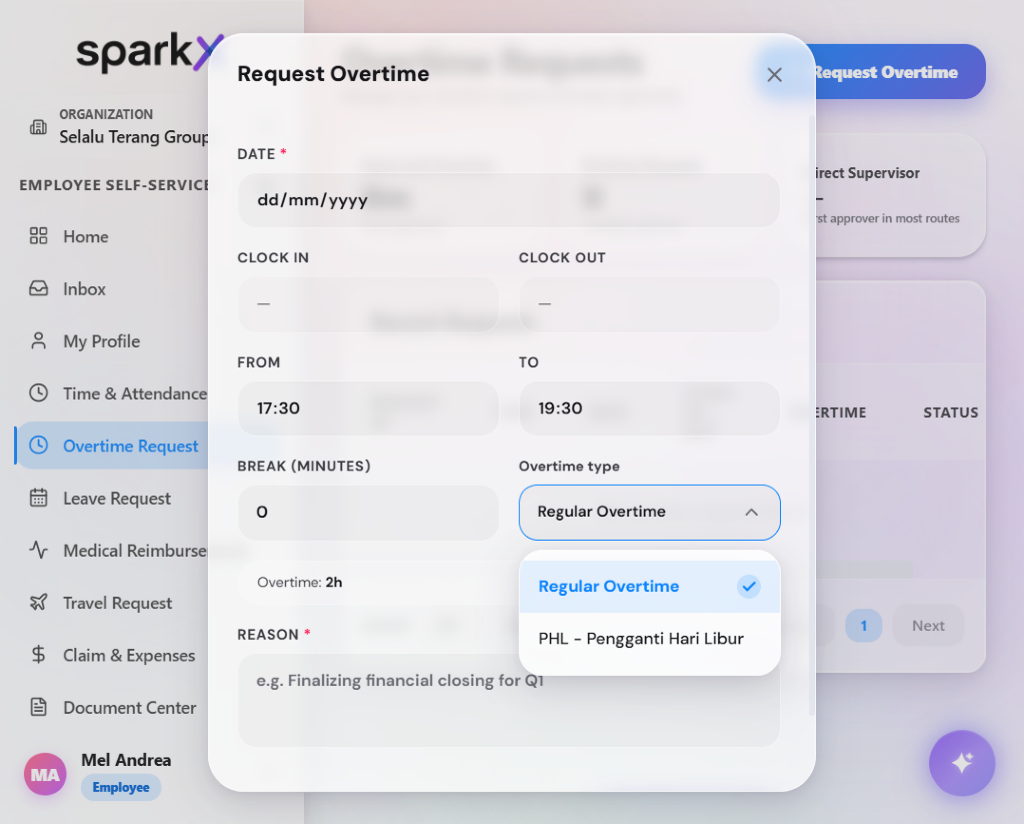 sparkX
ORGANIZATION
Selalu Terang Group
EMPLOYEE SELF-SERVICE
Home
Inbox
My Profile
Time & Attendance
Overtime Request
Leave Request
Medical Reimburse
Travel Request
Claim & Expenses
Document Center
MA
Mel Andrea
Employee
Request Overtime
DATE *
dd/mm/yyyy
CLOCK IN
CLOCK OUT
—
—
FROM
TO
17:30
19:30
BREAK (MINUTES)
Overtime type
0
Regular Overtime
Overtime: 2h
Regular Overtime
PHL - Pengganti Hari Libur
REASON *
e.g. Finalizing financial closing for Q1
Request Overtime
irect Supervisor
—
rst approver in most routes
ERTIME
STATUS
1
Next